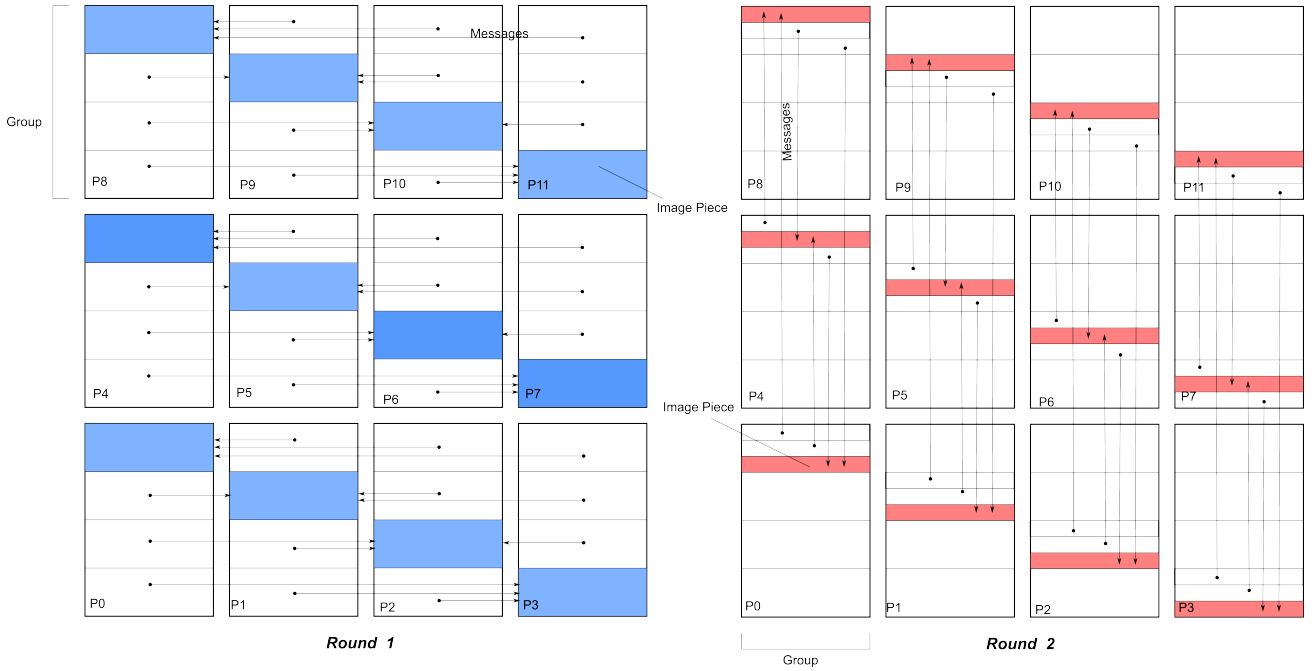 Messages
Group
P8
P9
P10
P11
Image Piece
P4
P5
P6
P7
P0
P1
P2
P3
Round 1
Messages
P8
P9
P10
P11
P4
P5
P6
P7
Image Piece
P0
P1
P2
P3
Round 2
Group